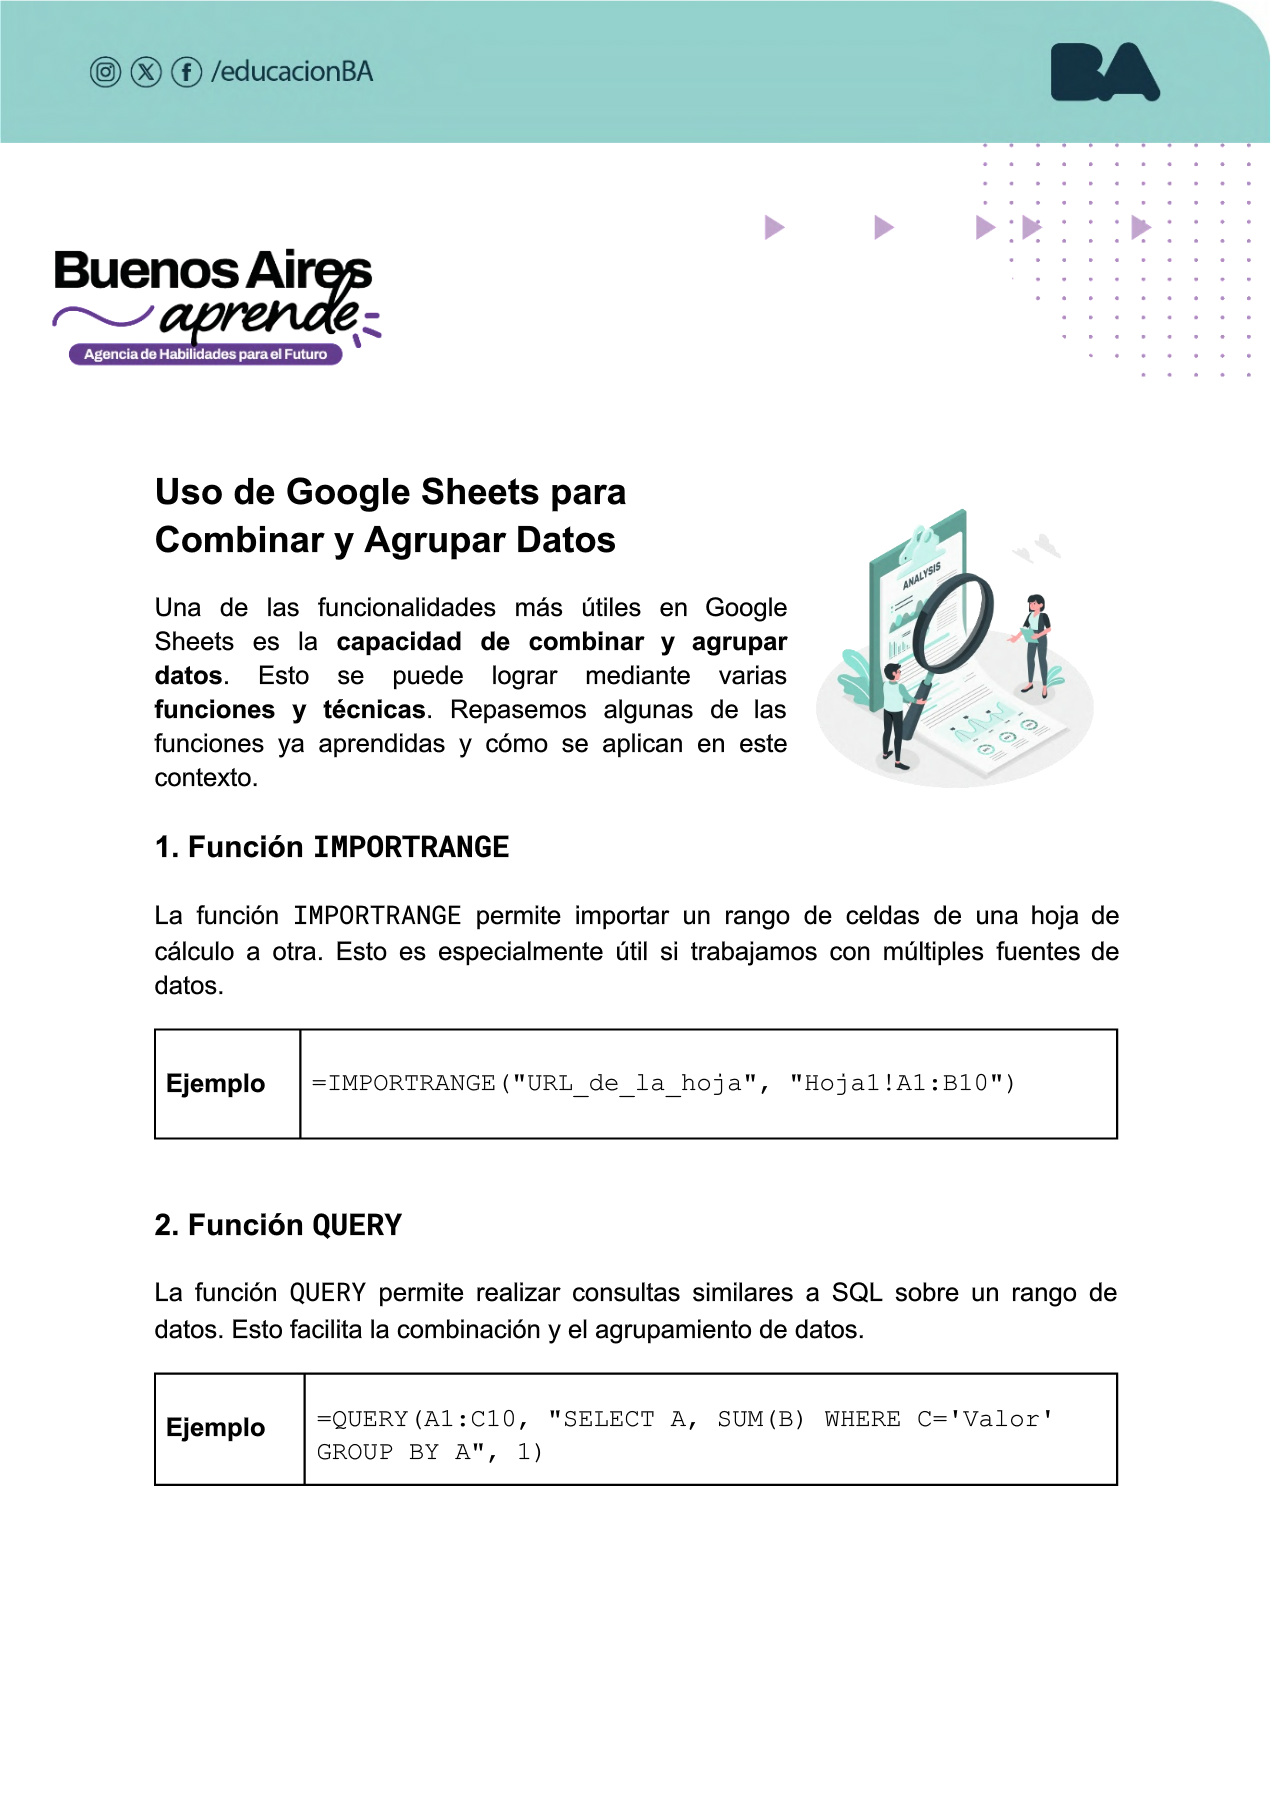 /educacionBA
BA
Buenos Aires
aprende
Agencia de Habilidades para el Futuro
Uso de Google Sheets para
Combinar y Agrupar Datos
ANALYSIS
Una de las funcionalidades más útiles en Google
Sheets es la capacidad de combinar y agrupar
datos. Esto se puede lograr mediante varias
funciones y técnicas. Repasemos algunas de las
funciones ya aprendidas y cómo se aplican en este
contexto.
1. Función IMPORTRANGE
La función IMPORTRANGE permite importar un rango de celdas de una hoja de
cálculo a otra. Esto es especialmente útil si trabajamos con múltiples fuentes de
datos.
Ejemplo
=IMPORTRANGE("URL_de_la_hoja", "Hoja1!A1:B10")
2. Función QUERY
La función QUERY permite realizar consultas similares a SQL sobre un rango de
datos. Esto facilita la combinación y el agrupamiento de datos.
Ejemplo
=QUERY(A1:C10, "SELECT A, SUM(B) WHERE C='Valor'
GROUP BY A", 1)